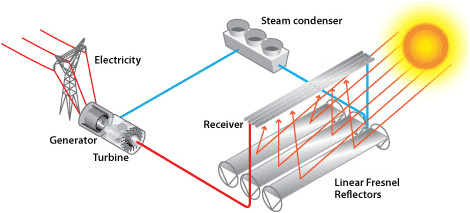 Steam condenser
Electricity
Receiver
Generator
Turbine
Linear Fresnel
Reflectors